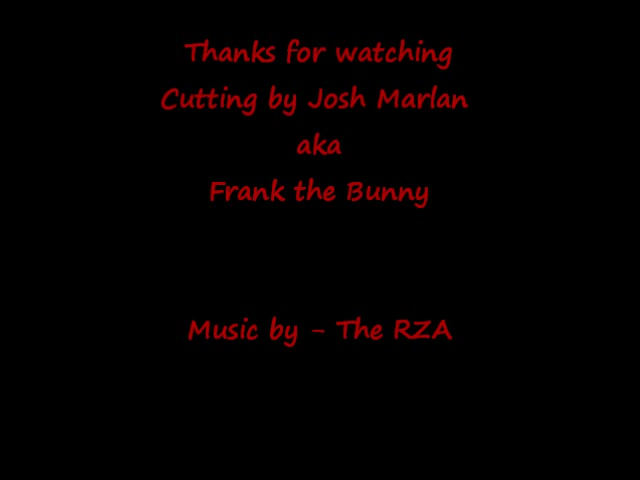 Thanks for watching
Cutting by Josh Marlan
aka
Frank the Bunny
Music by - The RZA